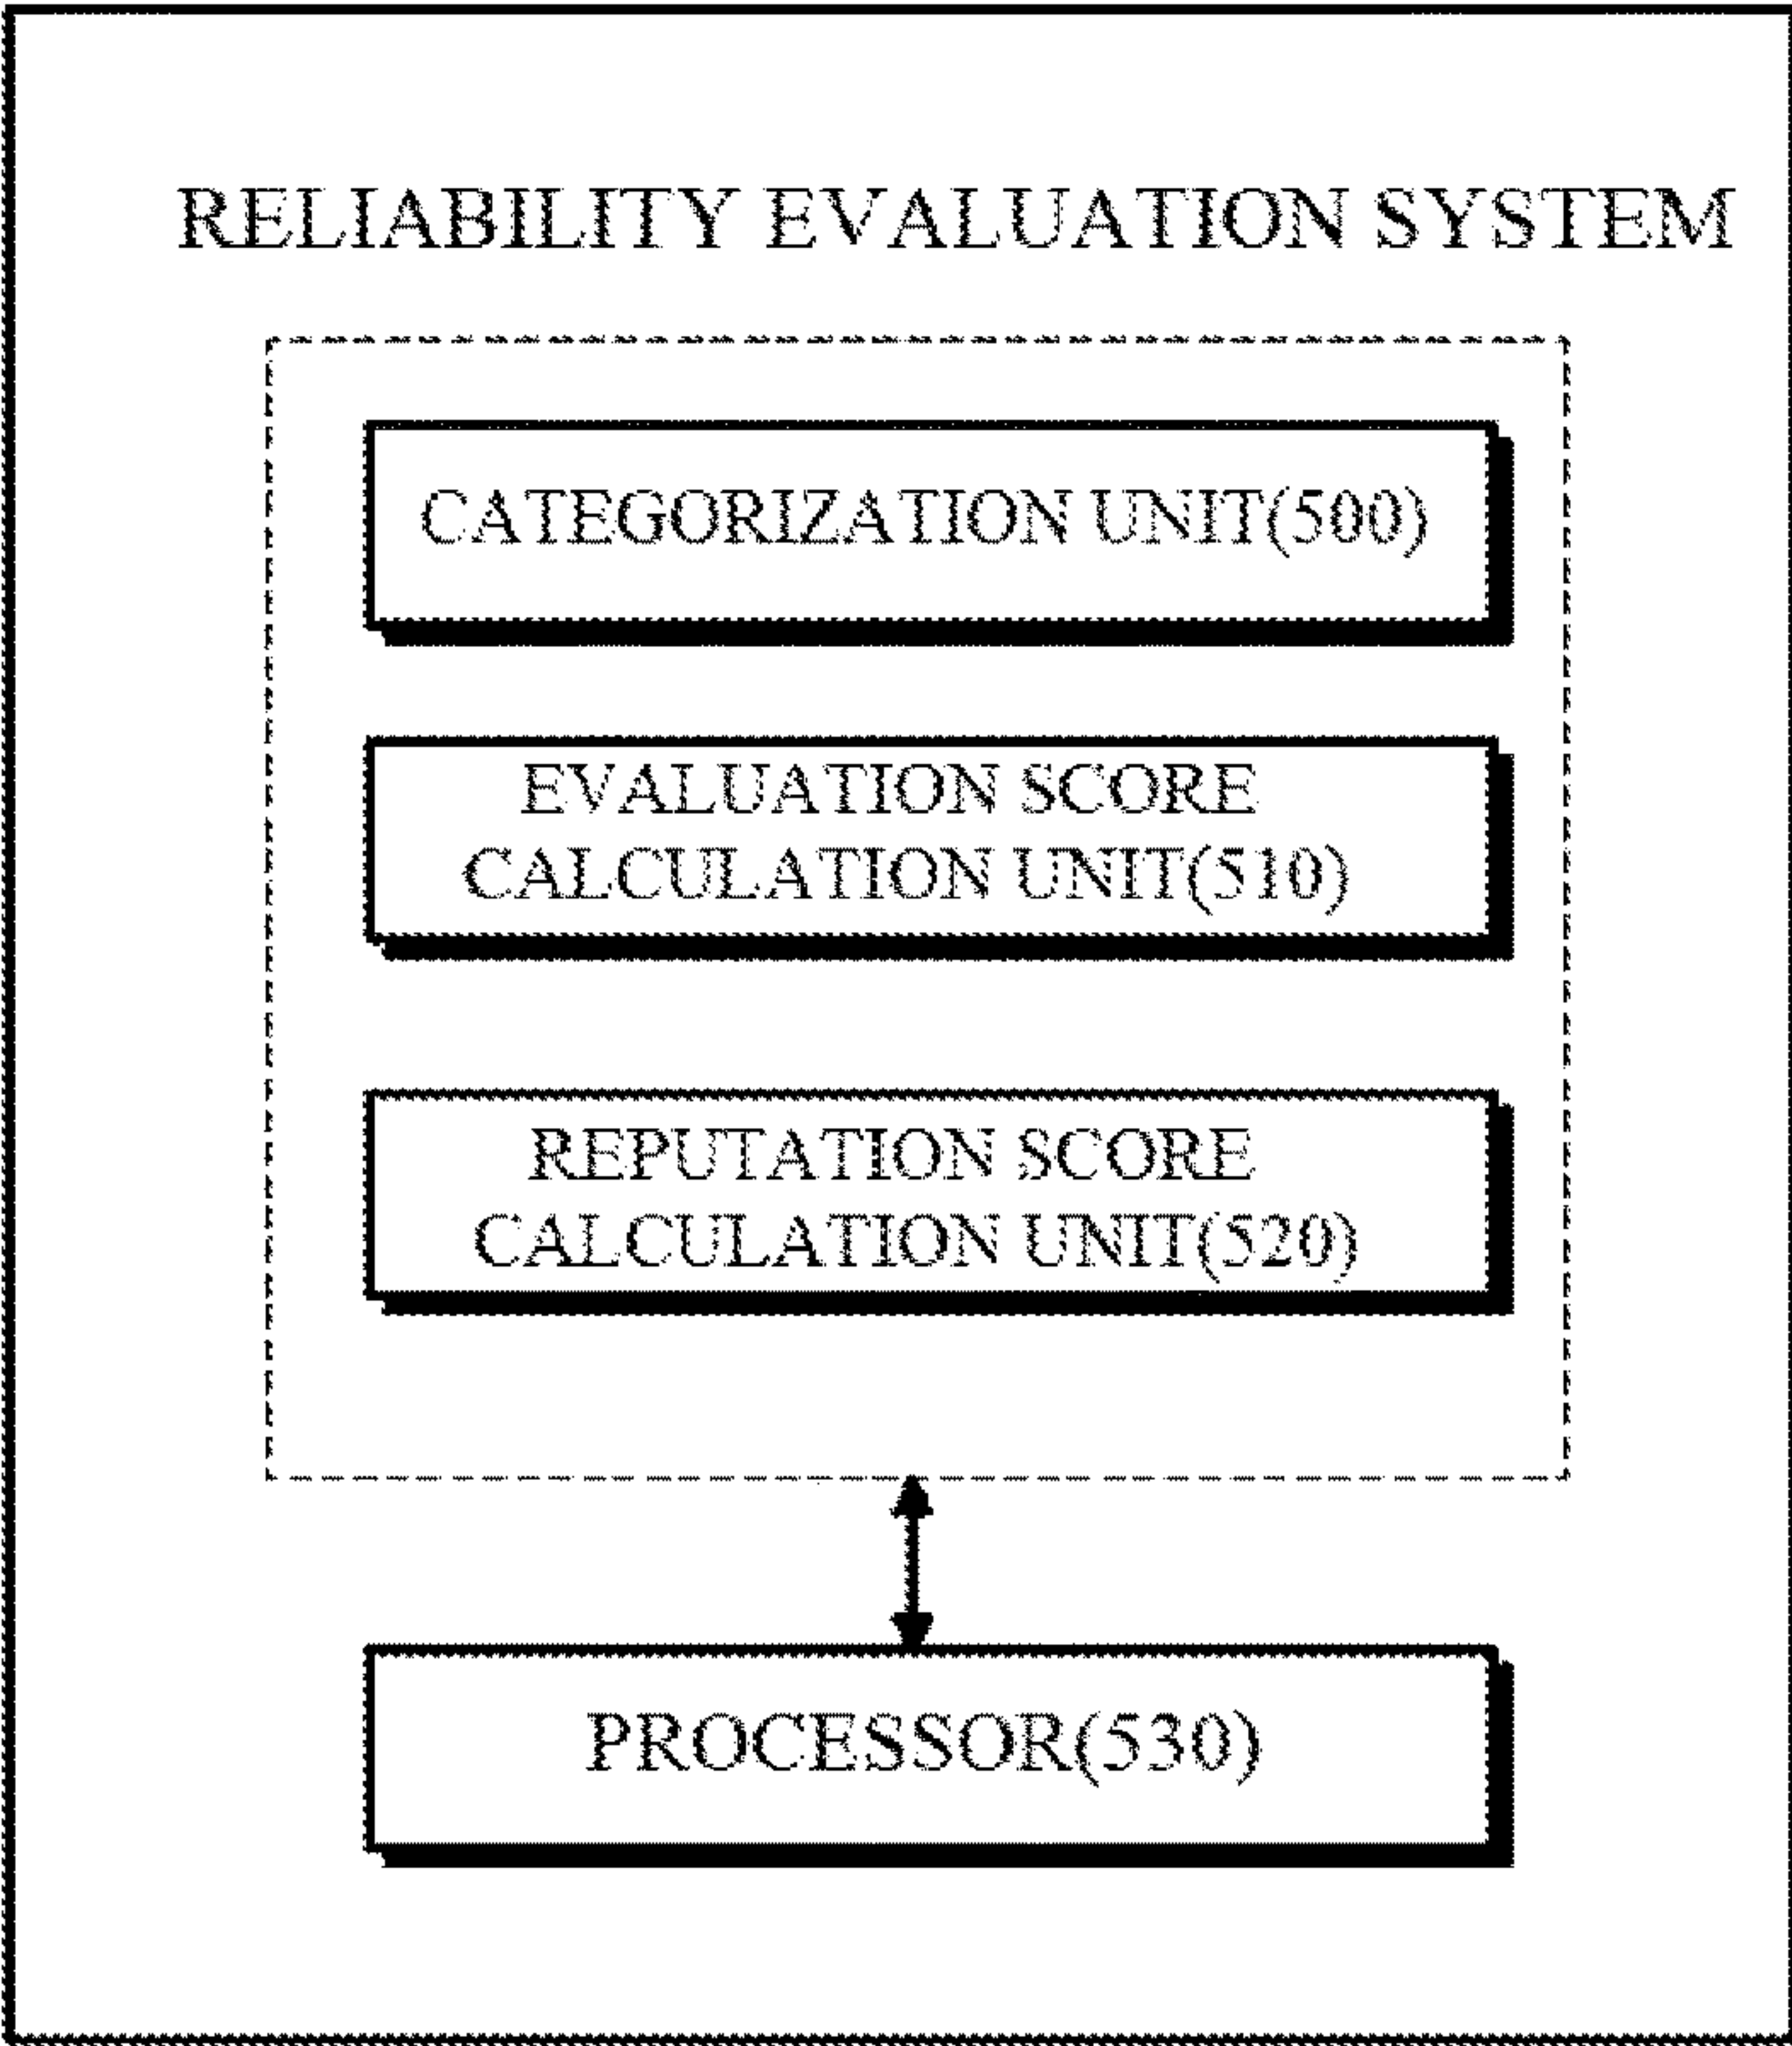 RELIABILITY EVALUATION SYSTEM
CATEGORIZATION UNIT(500)
EVALUATION SCORE
CALCULATION UNIT(510)
REPUTATION SCORE
CALCULATION UNIT(520)
PROCESSOR(530)